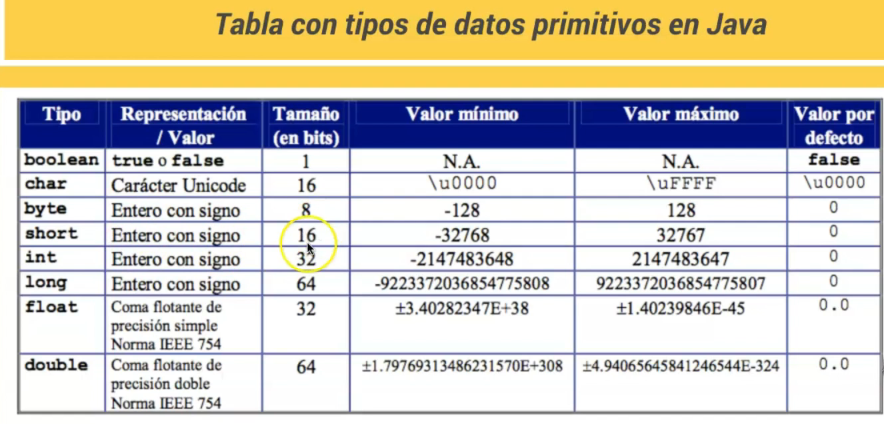 Tabla con tipos de datos primitivos en Java
Tipo Representación / Valor Tamaño (en bits) Valor mínimo Valor máximo Valor por defecto
boolean true o false 1 N.A. N.A. false
char Carácter Unicode 16 \u0000 \uFFFF \u0000
byte Entero con signo 8 -128 128 0
short Entero con signo 16 -32768 32767 0
int Entero con signo 32 -2147483648 2147483647 0
long Entero con signo 64 -9223372036854775808 9223372036854775807 0
float Coma flotante de precisión simple Norma IEEE 754 32 ±3.40282347E+38 ±1.40239846E-45 0.0
double Coma flotante de precisión doble Norma IEEE 754 64 ±1.79769313486231570E+308 ±4.94065645841246544E-324 0.0